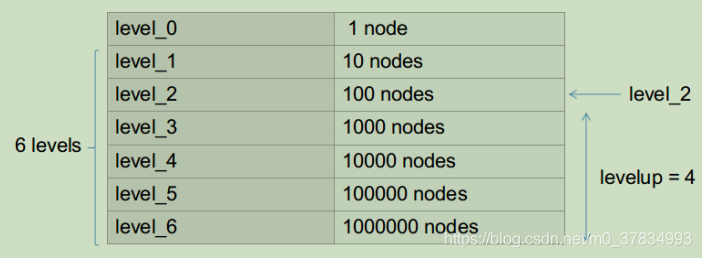 level_0 1 node
level_1 10 nodes
level_2 100 nodes level_2
level_3 1000 nodes
6 levels level_4 10000 nodes
levelup = 4
level_5 100000 nodes
level_6 1000000 nodes
https://blog.csdn.net/m0_37834993